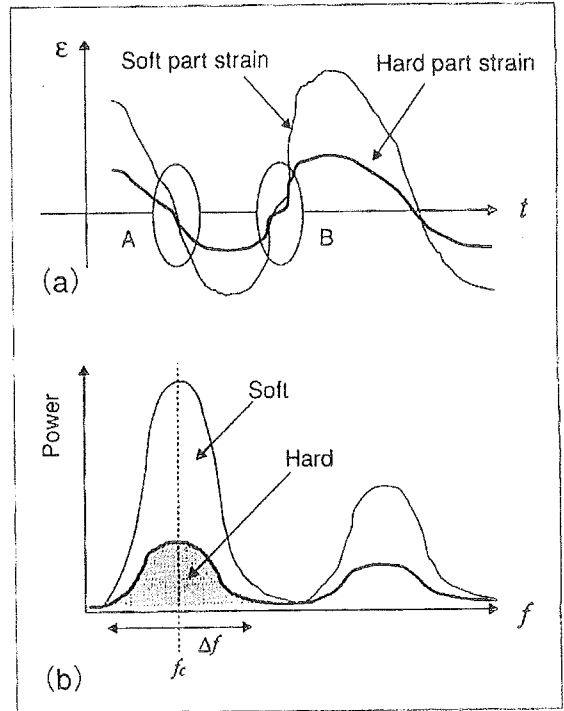 ε
Soft part strain
Hard part strain
A
B
t
(a)
Power
Soft
Hard
f
Δf
fc
(b)